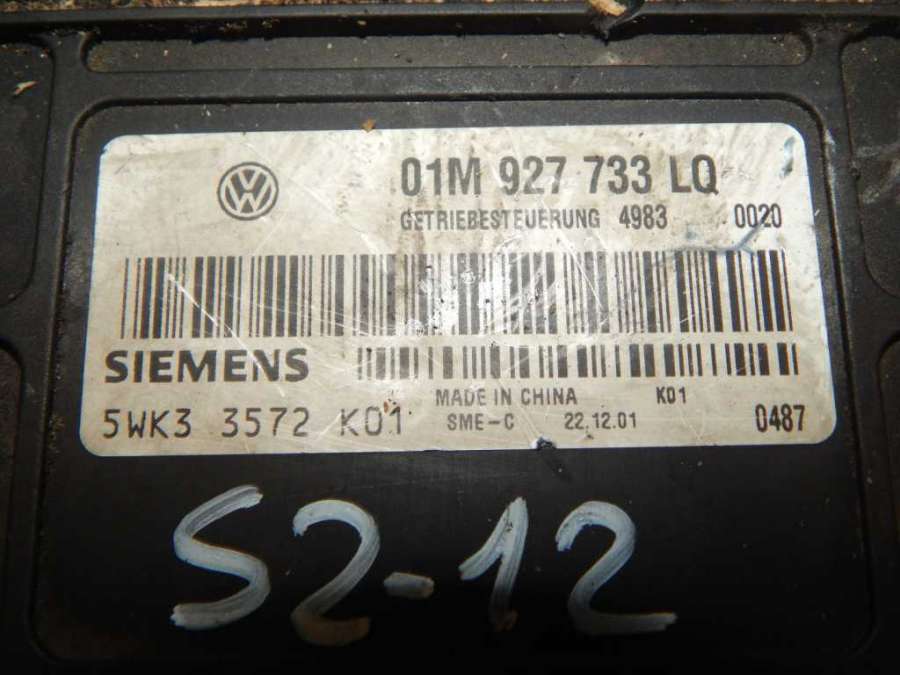 01M 927 733 LQ
GETRIEBESTEUERUNG 4983 0020
SIEMENS
MADE IN CHINA K01
5WK3 3572 K01 SME-C 22.12.01 0487
S2-12